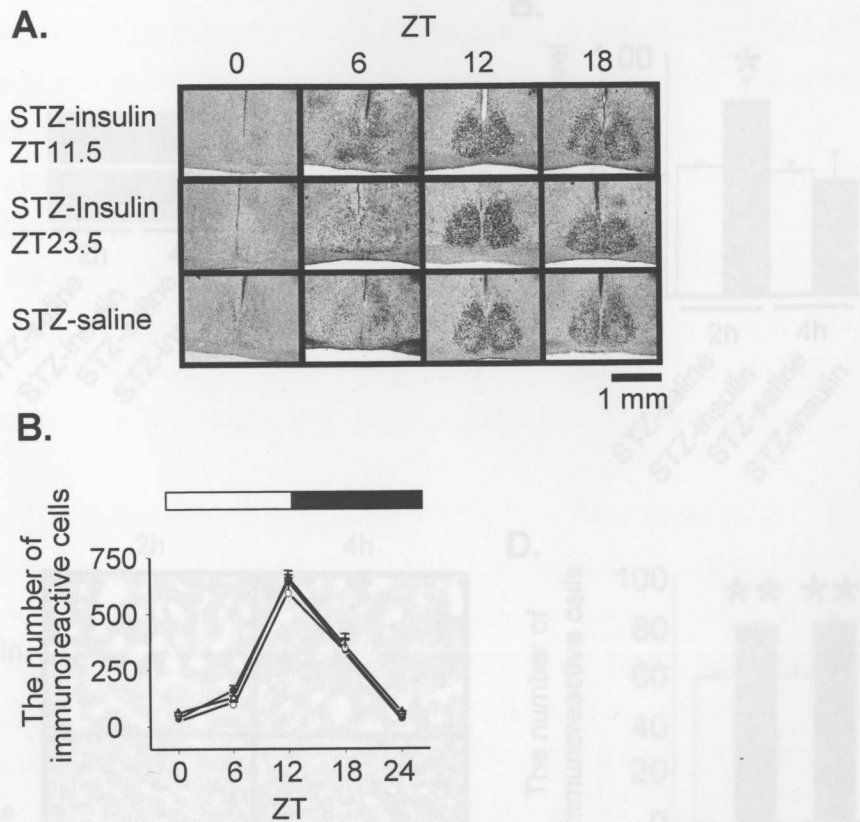 A.
ZT
0 6 12 18
STZ-insulin
ZT11.5
STZ-Insulin
ZT23.5
STZ-saline
1 mm
B.
The number of
immunoreactive cells
750
500
250
0
0 6 12 18 24
ZT
B.
2h 4h
STZ-saline
STZ-insulin
STZ-saline
STZ-insulin
2h 4h
D.
100
80
60
40
20
The number of